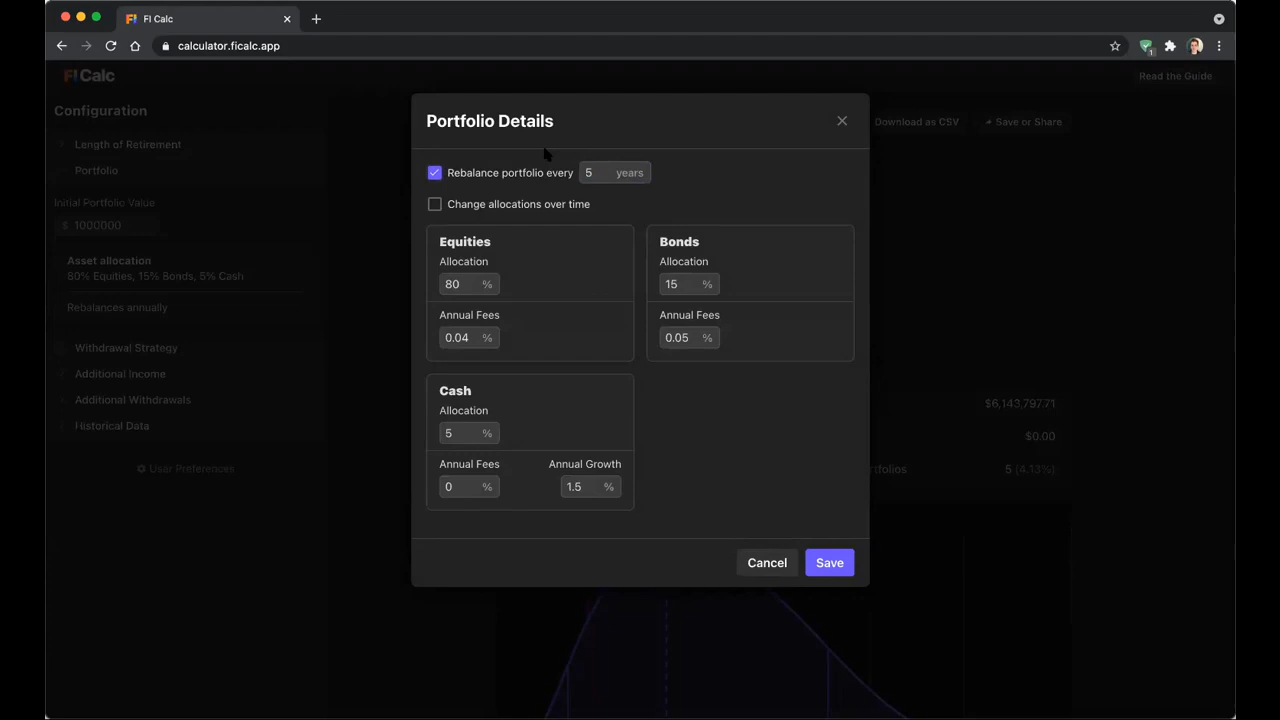 FI Calc
calculator.ficalc.app
1
FI Calc
Read the Guide
Configuration
Length of Retirement
Portfolio
Initial Portfolio Value
$ 1000000
Asset allocation
80% Equities, 15% Bonds, 5% Cash
Rebalances annually
Withdrawal Strategy
Additional Income
Additional Withdrawals
Historical Data
User Preferences
Download as CSV
Save or Share
Portfolio Details
Rebalance portfolio every 5 years
Change allocations over time
Equities
Allocation
80 %
Annual Fees
0.04 %
Bonds
Allocation
15 %
Annual Fees
0.05 %
Cash
Allocation
5 %
Annual Fees
0 %
Annual Growth
1.5 %
Cancel
Save
$6,143,797.71
$0.00
tfolios
5 (4.13%)